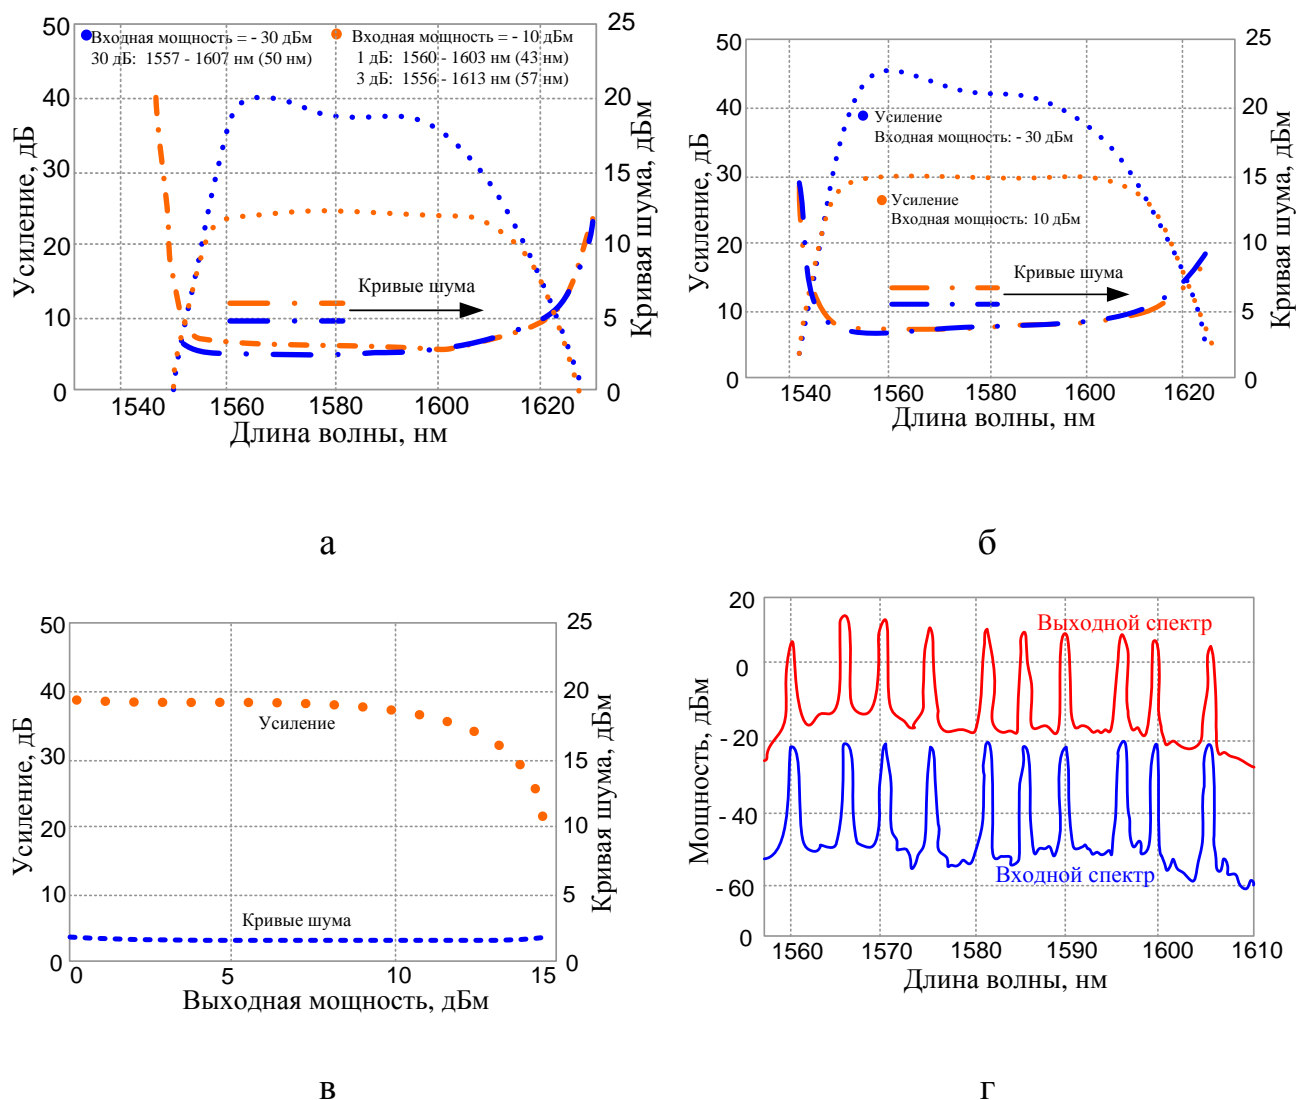 Входная мощность = - 30 дБм
30 дБ: 1557 - 1607 нм (50 нм)
Входная мощность = - 10 дБм
1 дБ: 1560 - 1603 нм (43 нм)
3 дБ: 1556 - 1613 нм (57 нм)
Усиление, дБ
50
40
30
20
10
0
25
20
15
10
5
0
Кривая шума, дБм
Кривые шума
1540
1560
1580
1600
1620
Длина волны, нм
а
Усиление, дБ
50
40
30
20
10
0
25
20
15
10
5
0
Кривая шума, дБм
Усиление
Входная мощность: - 30 дБм
Усиление
Входная мощность: 10 дБм
Кривые шума
1540
1560
1580
1600
1620
Длина волны, нм
б
Усиление, дБ
50
40
30
20
10
0
25
20
15
10
5
0
Кривая шума, дБм
Усиление
Кривые шума
0
5
10
15
Выходная мощность, дБм
в
Мощность, дБм
20
0
- 20
- 40
- 60
0
Выходной спектр
Входной спектр
1560
1570
1580
1590
1600
1610
Длина волны, нм
г